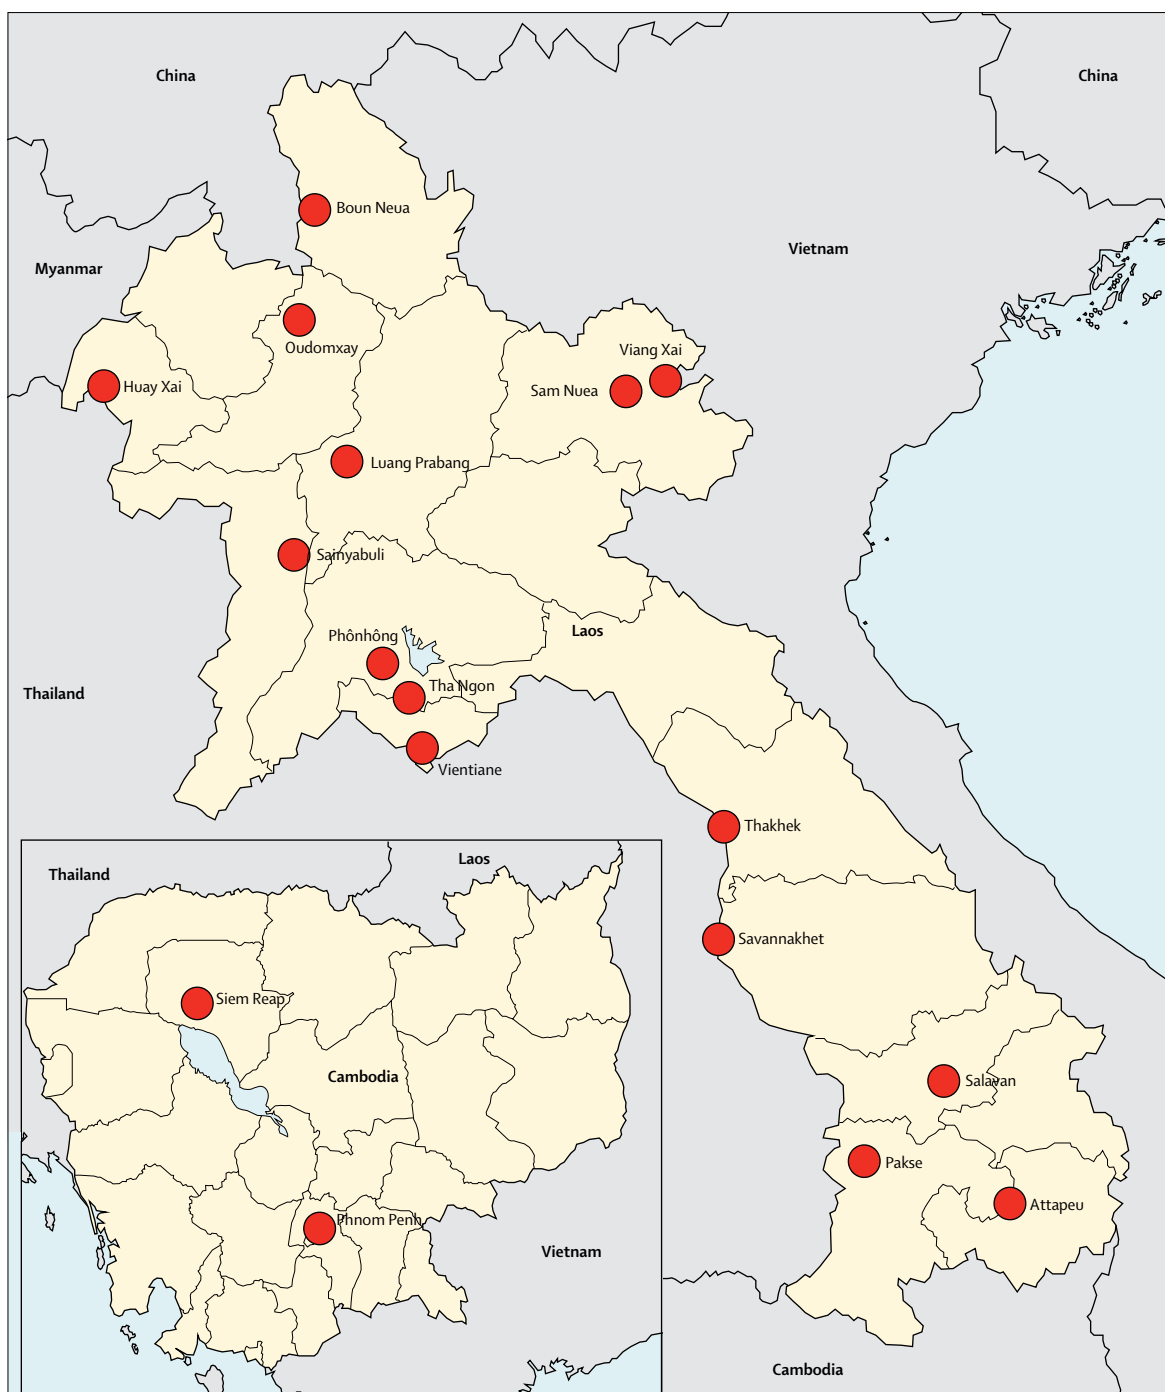 China
China
Boun Neua
Vietnam
Myanmar
Oudomxay
Viang Xai
Huay Xai
Sam Nuea
Luang Prabang
Sainyabuli
Phônhông
Laos
Tha Ngon
Thailand
Vientiane
Thakhek
Savannakhet
Salavan
Pakse
Attapeu
Cambodia
Thailand
Laos
Siem Reap
Cambodia
Phnom Penh
Vietnam